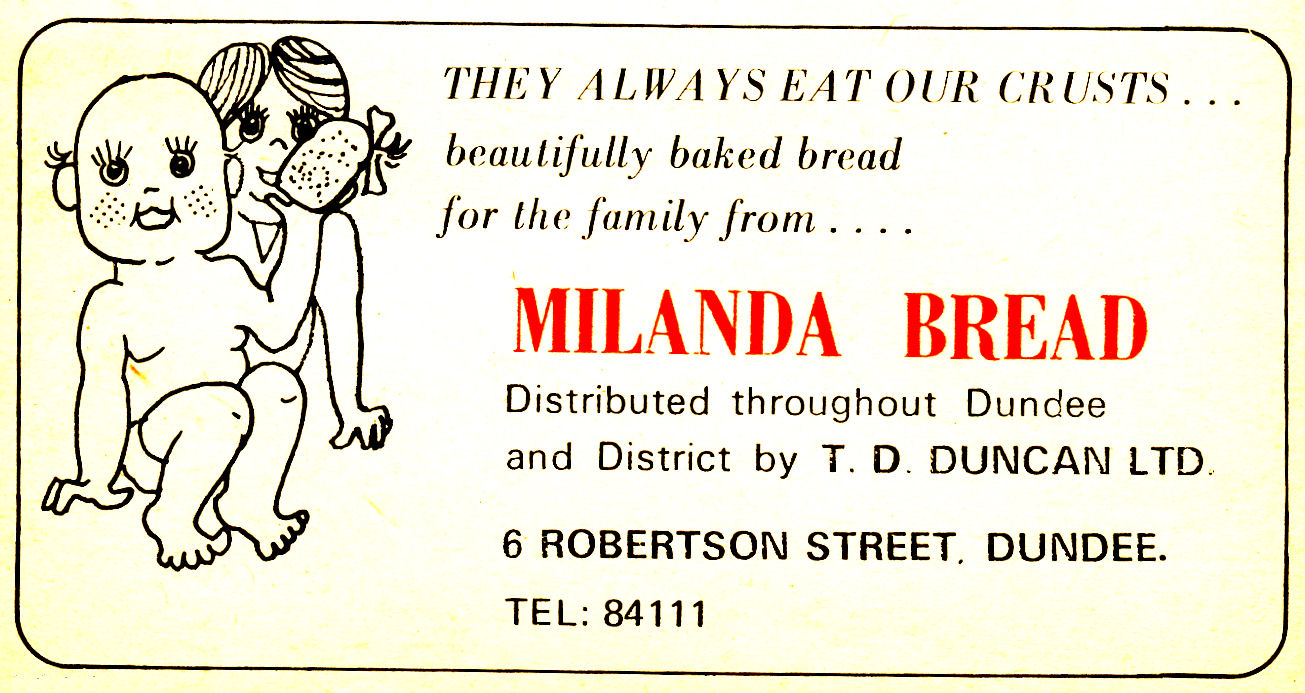 THEY ALWAYS EAT OUR CRUSTS . . .
beautifully baked bread
for the family from . . . .
MILANDA BREAD
Distributed throughout Dundee
and District by T. D. DUNCAN LTD.
6 ROBERTSON STREET, DUNDEE.
TEL: 84111